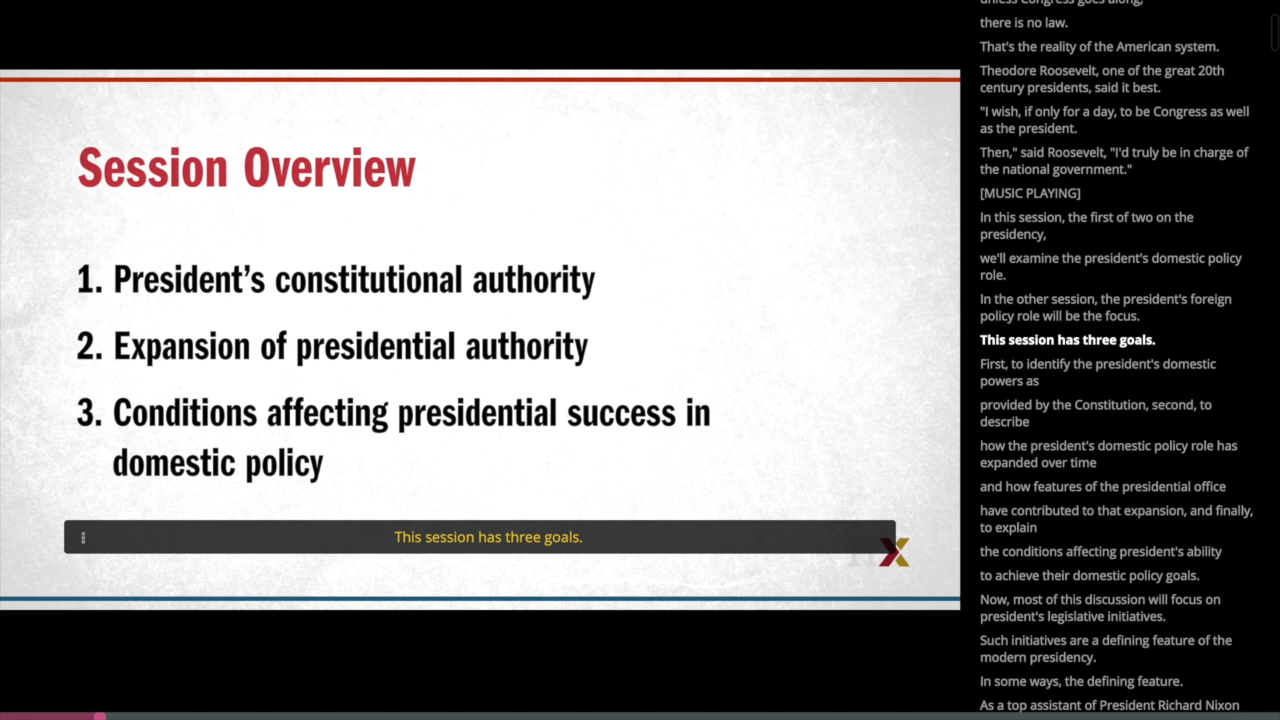 Session Overview
1. President's constitutional authority
2. Expansion of presidential authority
3. Conditions affecting presidential success in
domestic policy
This session has three goals.
unless Congress goes along,
there is no law.
That's the reality of the American system.
Theodore Roosevelt, one of the great 20th
century presidents, said it best.
"I wish, if only for a day, to be Congress as well
as the president.
Then," said Roosevelt, "I'd truly be in charge of
the national government."
[MUSIC PLAYING]
In this session, the first of two on the
presidency,
we'll examine the president's domestic policy
role.
In the other session, the president's foreign
policy role will be the focus.
This session has three goals.
First, to identify the president's domestic
powers as
provided by the Constitution, second, to
describe
how the president's domestic policy role has
expanded over time
and how features of the presidential office
have contributed to that expansion, and finally,
to explain
the conditions affecting president's ability
to achieve their domestic policy goals.
Now, most of this discussion will focus on
president's legislative initiatives.
Such initiatives are a defining feature of the
modern presidency.
In some ways, the defining feature.
As a top assistant of President Richard Nixon